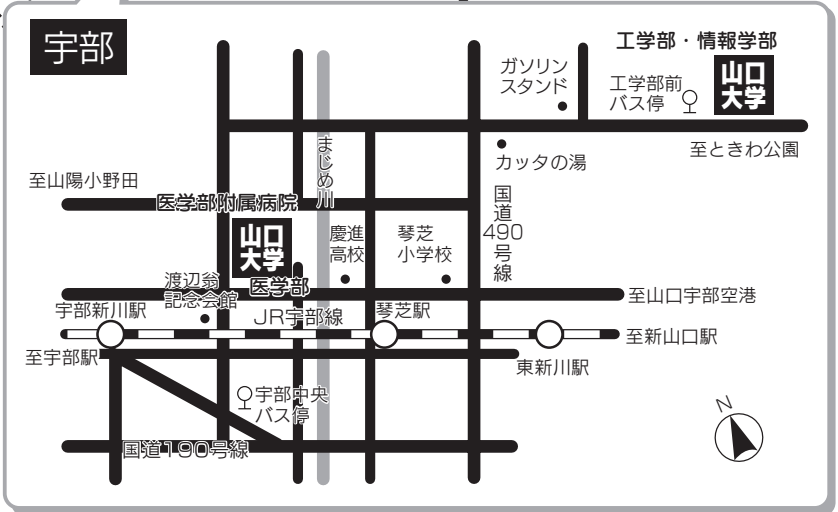 宇部
工学部・情報学部
山口
大学
ガソリン
スタンド
工学部前
バス停
至ときわ公園
カッタの湯
まじめ川
至山陽小野田
医学部附属病院
国道490号線
山口
大学
医学部
慶進
高校
琴芝
小学校
渡辺翁
記念会館
至山口宇部空港
宇部新川駅
JR宇部線
琴芝駅
至新山口駅
至宇部駅
東新川駅
宇部中央
バス停
国道190号線
N